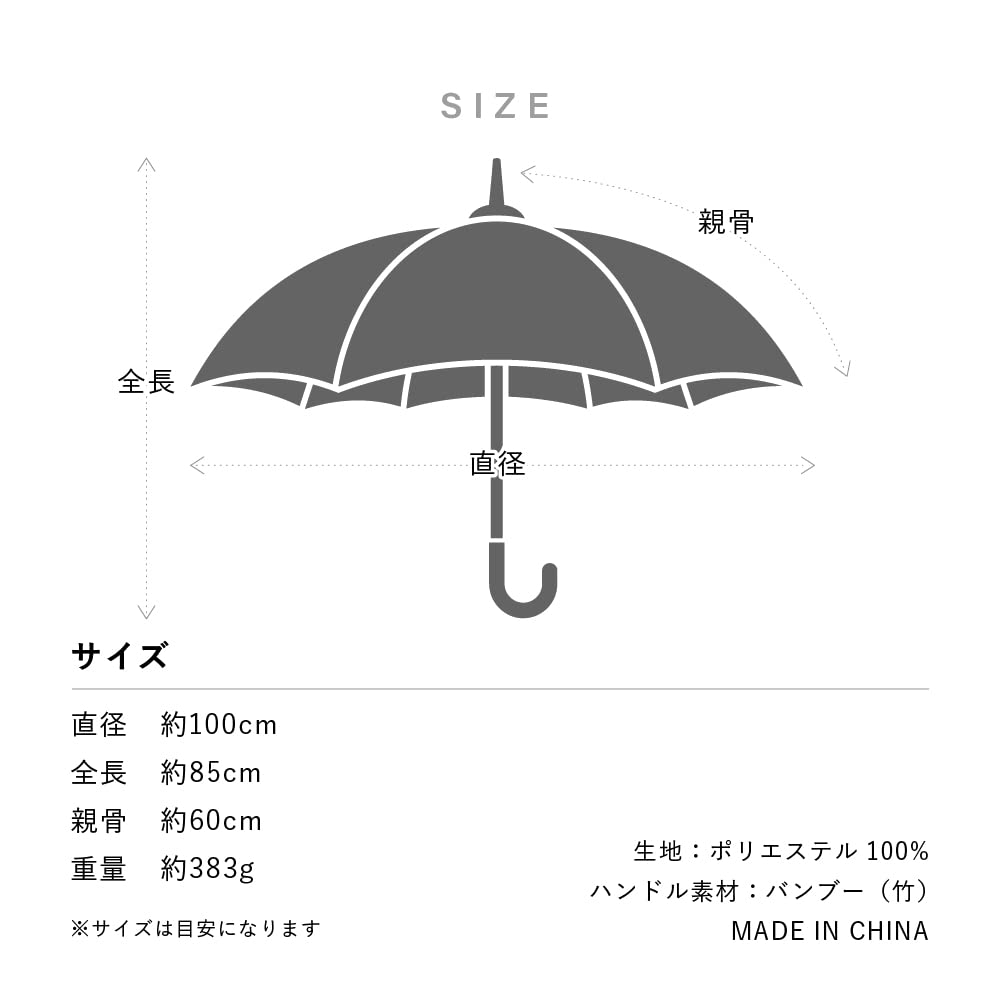 SIZE
親骨
全長
直径
サイズ
直径 約100cm
全長 約85cm
親骨 約60cm
重量 約383g
※サイズは目安になります
生地：ポリエステル 100%
ハンドル素材：バンブー（竹）
MADE IN CHINA